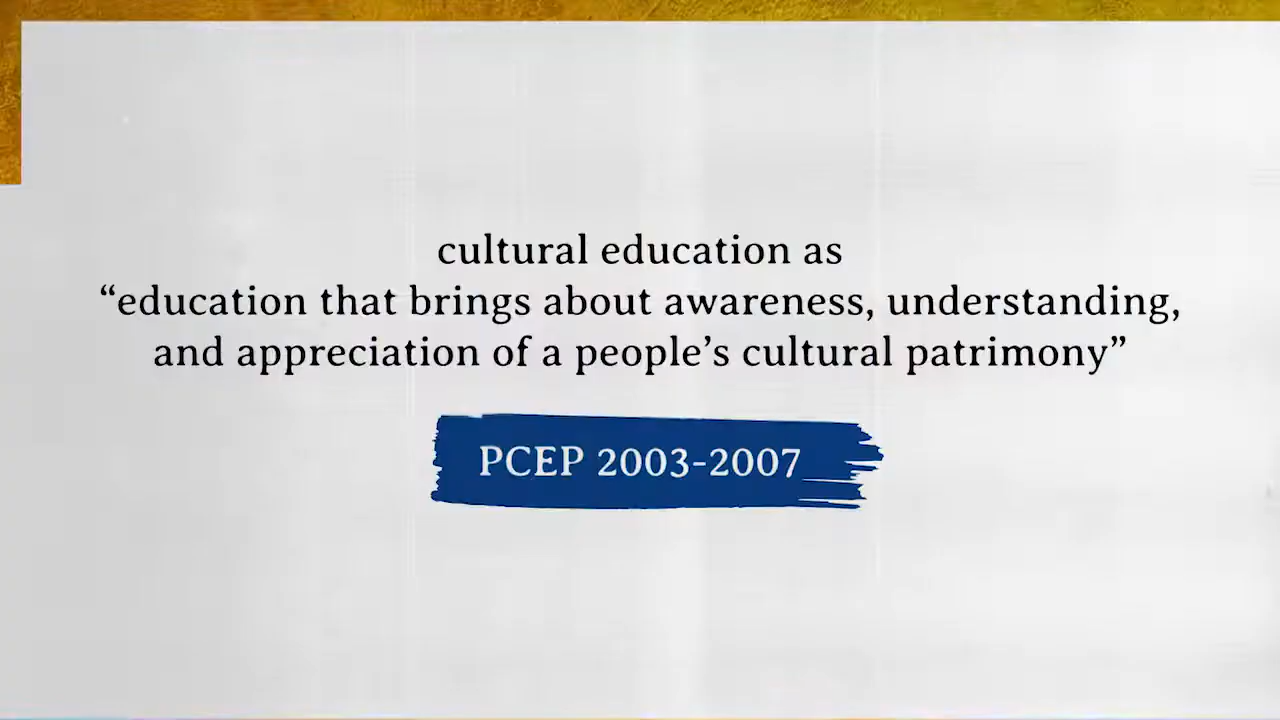 cultural education as
“education that brings about awareness, understanding,
and appreciation of a people’s cultural patrimony”
PCEP 2003-2007